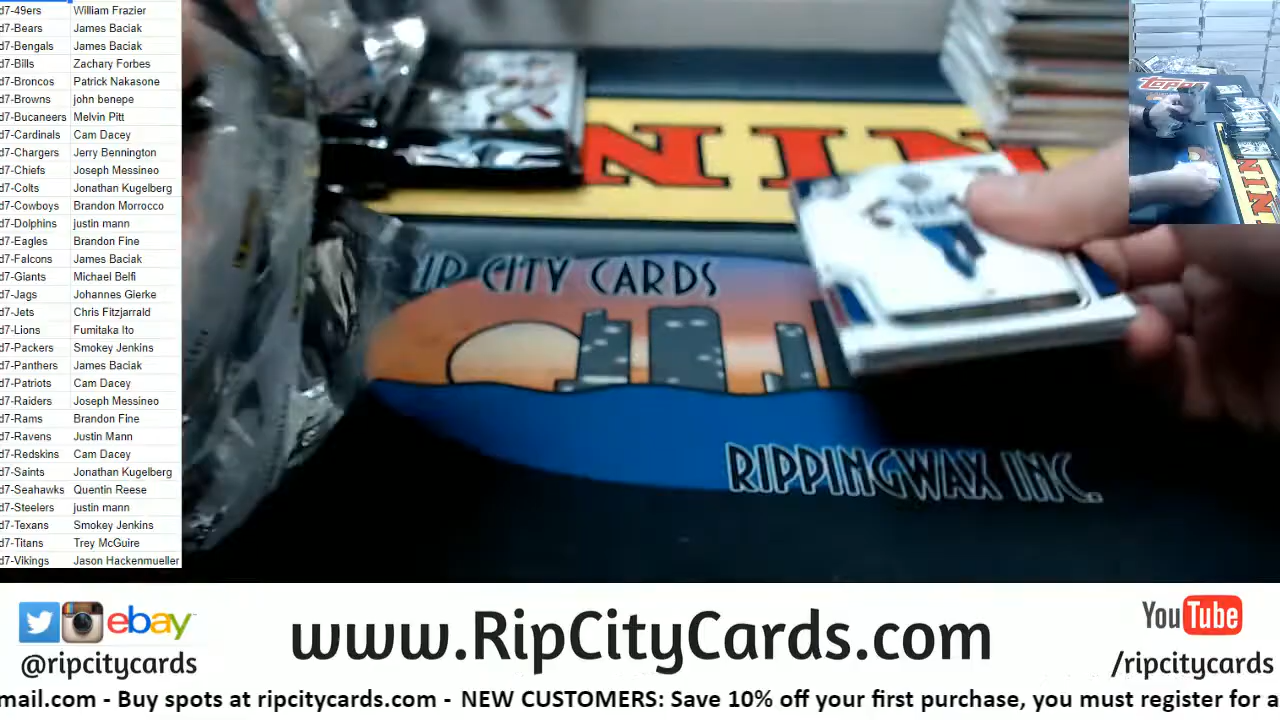 d7-49ers William Frazier
d7-Bears James Baciak
d7-Bengals James Baciak
d7-Bills Zachary Forbes
d7-Broncos Patrick Nakasone
d7-Browns john benepe
d7-Bucaneers Melvin Pitt
d7-Cardinals Cam Dacey
d7-Chargers Jerry Bennington
d7-Chiefs Joseph Messineo
d7-Colts Jonathan Kugelberg
d7-Cowboys Brandon Morrocco
d7-Dolphins justin mann
d7-Eagles Brandon Fine
d7-Falcons James Baciak
d7-Giants Michael Belfi
d7-Jags Johannes Gierke
d7-Jets Chris Fitzjarrald
d7-Lions Fumitaka Ito
d7-Packers Smokey Jenkins
d7-Panthers James Baciak
d7-Patriots Cam Dacey
d7-Raiders Joseph Messineo
d7-Rams Brandon Fine
d7-Ravens Justin Mann
d7-Redskins Cam Dacey
d7-Saints Jonathan Kugelberg
d7-Seahawks Quentin Reese
d7-Steelers justin mann
d7-Texans Smokey Jenkins
d7-Titans Trey McGuire
d7-Vikings Jason Hackenmueller
topps
NIN
INI
IP CITY CARDS
RIPPINGWAX INC.
ebay
@ripcitycards
www.RipCityCards.com
YouTube
/ripcitycards
mail.com - Buy spots at ripcitycards.com - NEW CUSTOMERS: Save 10% off your first purchase, you must register for a